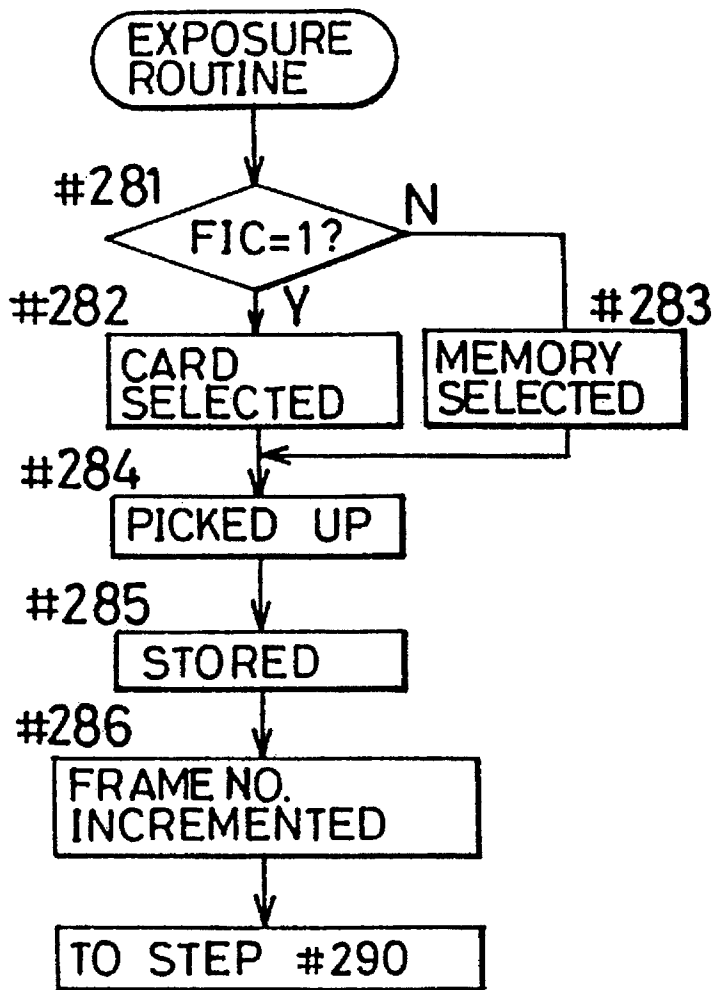 EXPOSURE
ROUTINE
#281
FIC=1?
N
Y
#282
CARD
SELECTED
#283
MEMORY
SELECTED
#284
PICKED UP
#285
STORED
#286
FRAME NO.
INCREMENTED
TO STEP #290